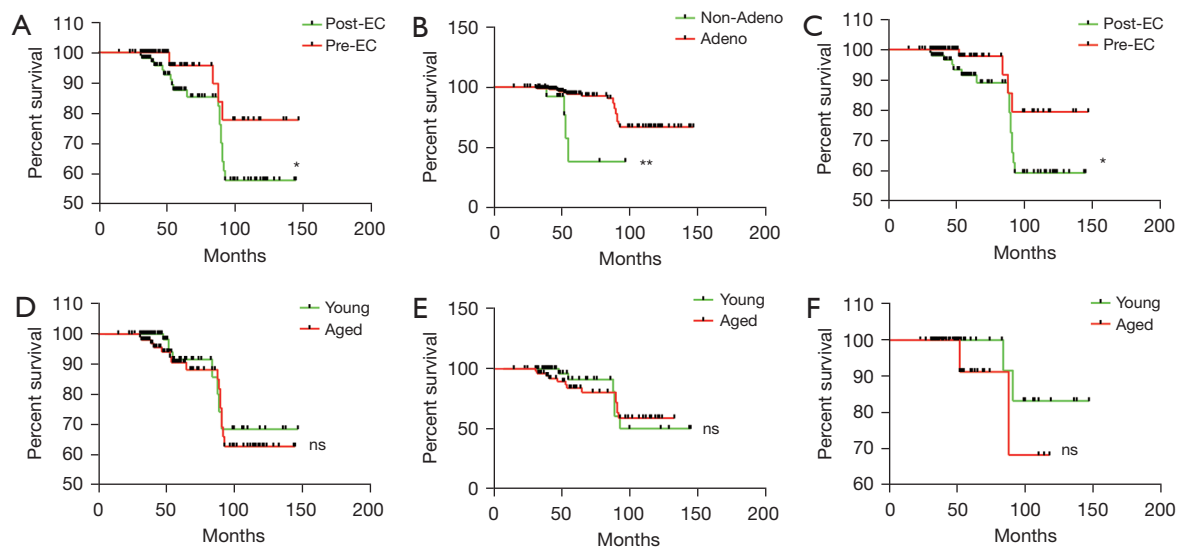 A
110
100
90
80
70
60
50
Percent survival
Post-EC
Pre-EC
*
0 50 100 150 200
Months
B
150
100
50
0
Percent survival
Non-Adeno
Adeno
**
0 50 100 150 200
Months
C
110
100
90
80
70
60
50
Percent survival
Post-EC
Pre-EC
*
0 50 100 150 200
Months
D
110
100
90
80
70
60
50
Percent survival
Young
Aged
ns
0 50 100 150 200
Months
E
150
100
50
0
Percent survival
Young
Aged
ns
0 50 100 150 200
Months
F
110
100
90
80
70
60
Percent survival
Young
Aged
ns
0 50 100 150 200
Months